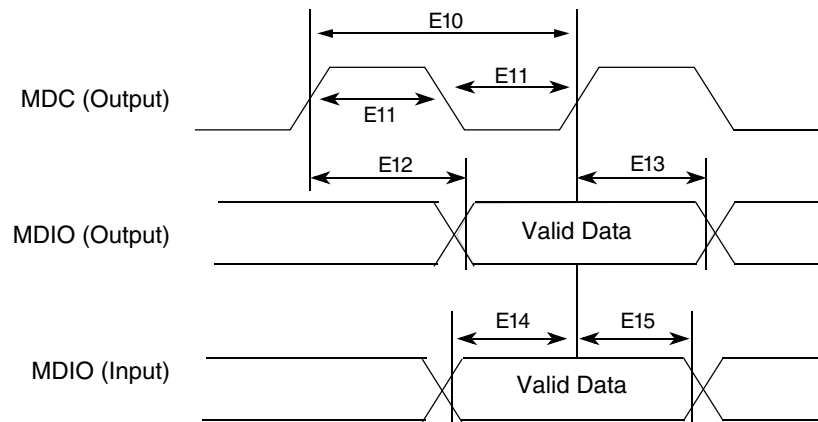 E10
MDC (Output)
E11
E11
E12
E13
MDIO (Output)
Valid Data
E14
E15
MDIO (Input)
Valid Data